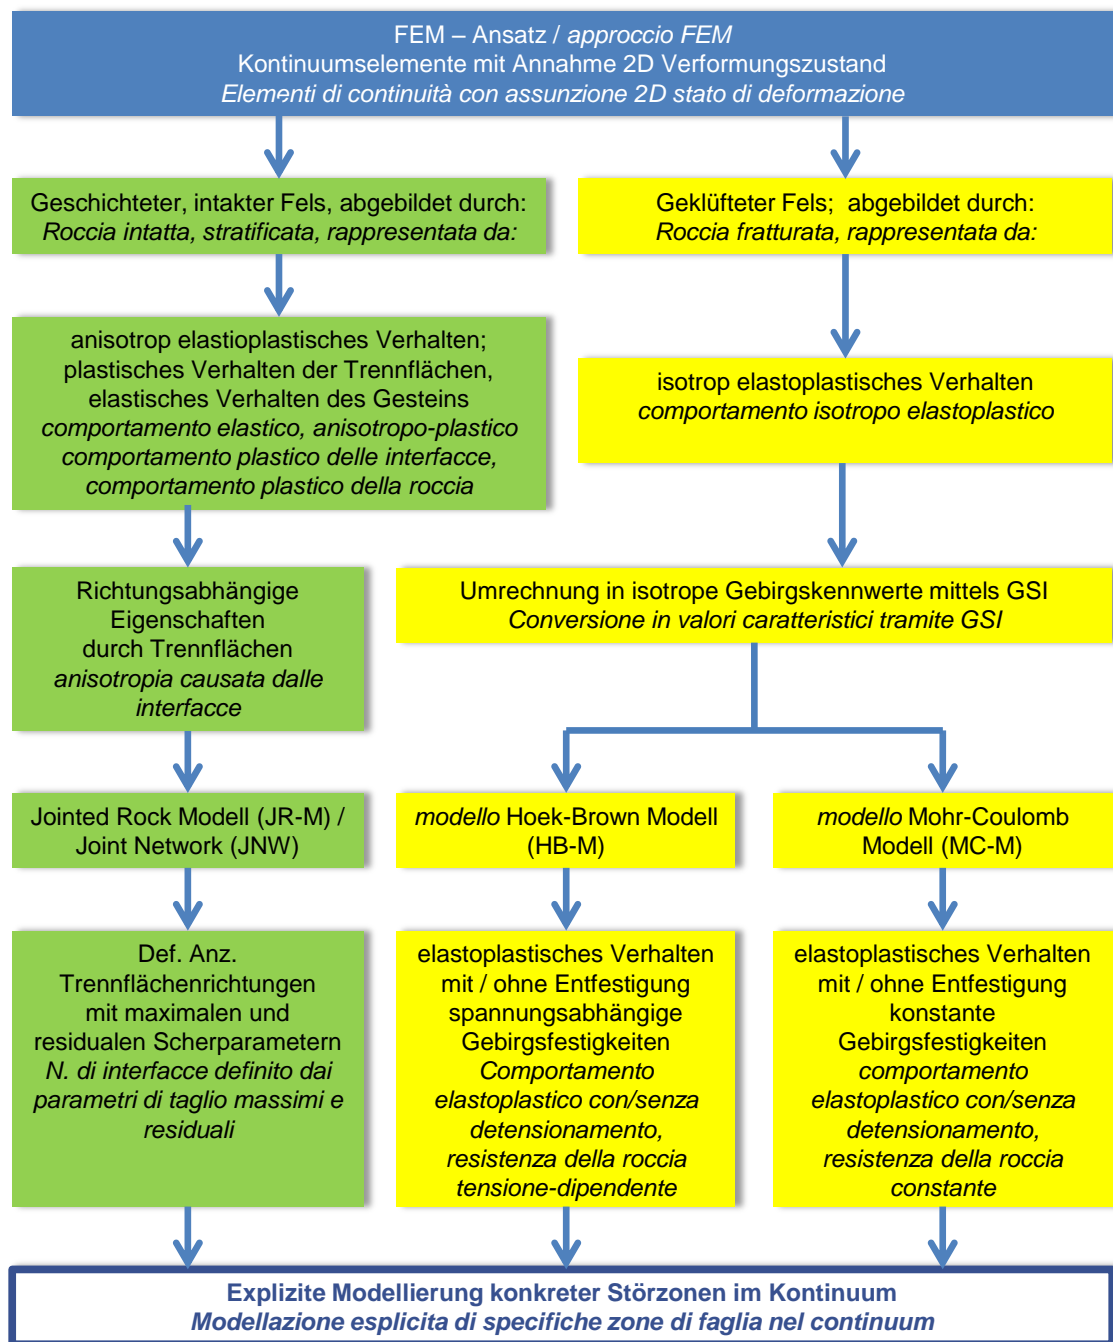 FEM – Ansatz / approccio FEM
Kontinuumselemente mit Annahme 2D Verformungszustand
Elementi di continuità con assunzione 2D stato di deformazione
Geschichteter, intakter Fels, abgebildet durch:
Roccia intatta, stratificata, rappresentata da:
Geklüfteter Fels; abgebildet durch:
Roccia fratturata, rappresentata da:
anisotrop elastioplastisches Verhalten;
plastisches Verhalten der Trennflächen,
elastisches Verhalten des Gesteins
comportamento elastico, anisotropo-plastico
comportamento plastico delle interfacce,
comportamento plastico della roccia
isotrop elastoplastisches Verhalten
comportamento isotropo elastoplastico
Richtungsabhängige
Eigenschaften
durch Trennflächen
anisotropia causata dalle
interfacce
Umrechnung in isotrope Gebirgskennwerte mittels GSI
Conversione in valori caratteristici tramite GSI
Jointed Rock Modell (JR-M) /
Joint Network (JNW)
modello Hoek-Brown Modell
(HB-M)
modello Mohr-Coulomb
Modell (MC-M)
Def. Anz.
Trennflächenrichtungen
mit maximalen und
residualen Scherparametern
N. di interfacce definito dai
parametri di taglio massimi e
residuali
elastoplastisches Verhalten
mit / ohne Entfestigung
spannungsabhängige
Gebirgsfestigkeiten
Comportamento
elastoplastico con/senza
detensionamento,
resistenza della roccia
tensione-dipendente
elastoplastisches Verhalten
mit / ohne Entfestigung
konstante
Gebirgsfestigkeiten
comportamento
elastoplastico con/senza
detensionamento,
resistenza della roccia
constante
Explizite Modellierung konkreter Störzonen im Kontinuum
Modellazione esplicita di specifiche zone di faglia nel continuum